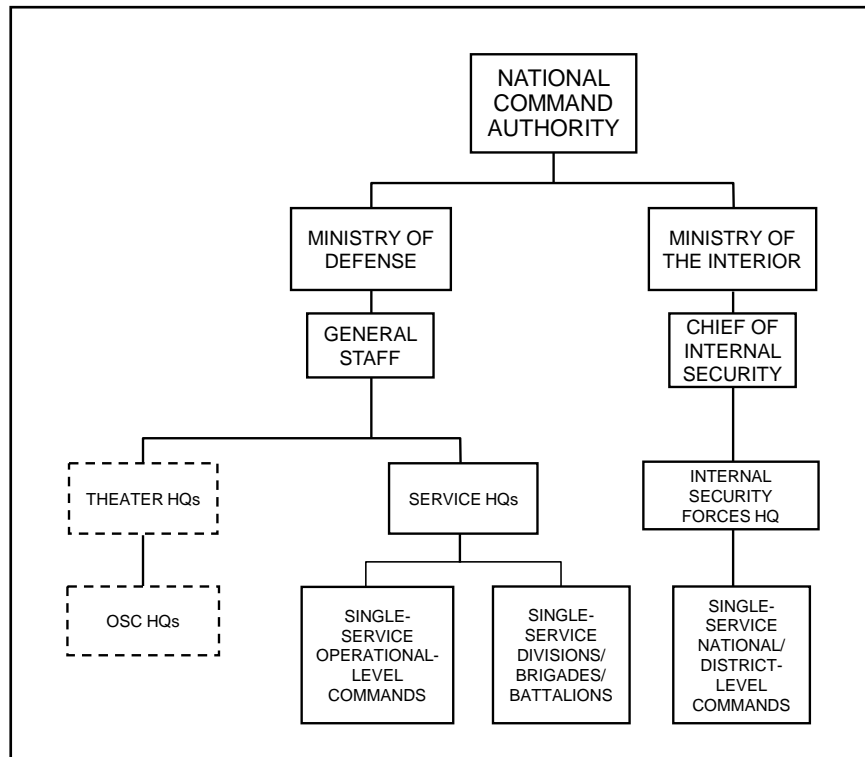 NATIONAL
COMMAND
AUTHORITY
MINISTRY OF
DEFENSE
MINISTRY OF
THE INTERIOR
GENERAL
STAFF
CHIEF OF
INTERNAL
SECURITY
THEATER HQs
SERVICE HQs
INTERNAL
SECURITY
FORCES HQ
OSC HQs
SINGLE-
SERVICE
OPERATIONAL-
LEVEL
COMMANDS
SINGLE-
SERVICE
DIVISIONS/
BRIGADES/
BATTALIONS
SINGLE-
SERVICE
NATIONAL/
DISTRICT-
LEVEL
COMMANDS